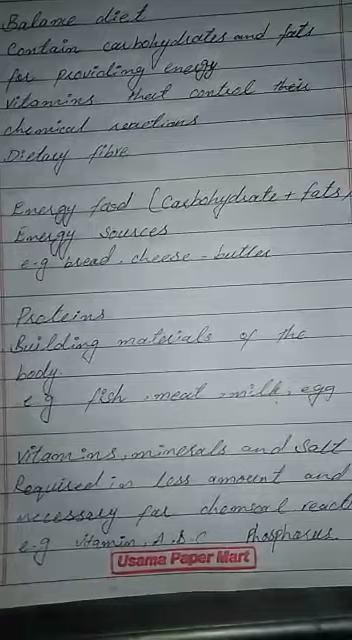 Balance diet
Contain carbohydrates and fats
for providing energy
vitamins that control their
chemical reactions
Dietary fibre
Energy food (Carbohydrate + fats)
Energy sources
e.g bread, cheese - butter
Proteins
Building materials of the
body.
e.g fish, meat, milk, egg
Vitamins, minerals and salt
Required in less amount and
necessary for chemical react
e.g vitamin, A, B, C Phosphorus
Usama Paper Mart